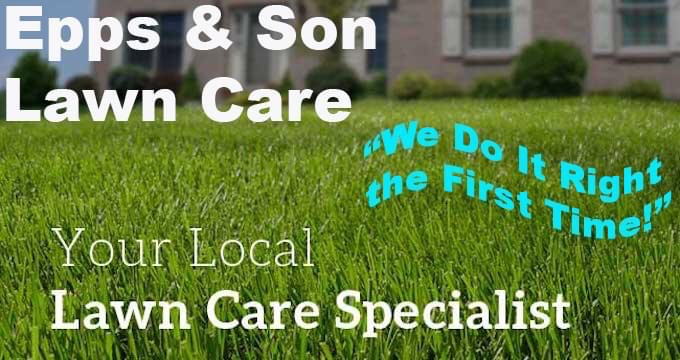 Epps & Son
Lawn Care
“We Do It Right
the First Time!”
Your Local
Lawn Care Specialist